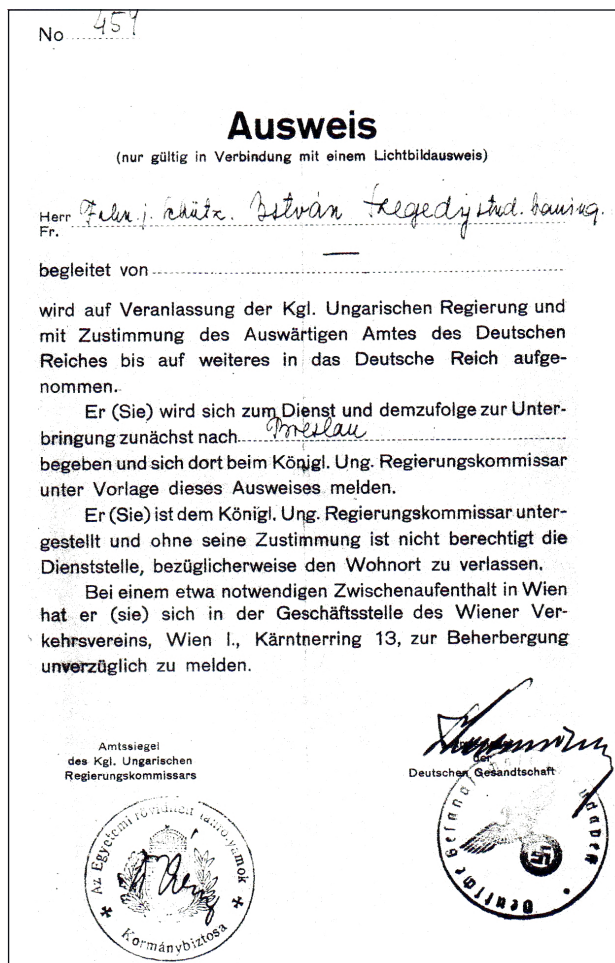 No 459
Ausweis
(nur gültig in Verbindung mit einem Lichtbildausweis)
Herr
Fr. István Szegedy stud.
begleitet von —
wird auf Veranlassung der Kgl. Ungarischen Regierung und
mit Zustimmung des Auswärtigen Amtes des Deutschen
Reiches bis auf weiteres in das Deutsche Reich aufge-
nommen.
Er (Sie) wird sich zum Dienst und demzufolge zur Unter-
bringung zunächst nach Breslau
begeben und sich dort beim Königl. Ung. Regierungskommissar
unter Vorlage dieses Ausweises melden.
Er (Sie) ist dem Königl. Ung. Regierungskommissar unter-
gestellt und ohne seine Zustimmung ist nicht berechtigt die
Dienststelle, bezüglicherweise den Wohnort zu verlassen.
Bei einem etwa notwendigen Zwischenaufenthalt in Wien
hat er (sie) sich in der Geschäftsstelle des Wiener Ver-
kehrsvereins, Wien I., Kärntnerring 13, zur Beherbergung
unverzüglich zu melden.
Amtssiegel
des Kgl. Ungarischen
Regierungskommissars
der
Deutschen Gesandtschaft
Az Egyetemi rövidített tanfolyamok
Kormánybiztosa
Deutsche Gesandtschaft